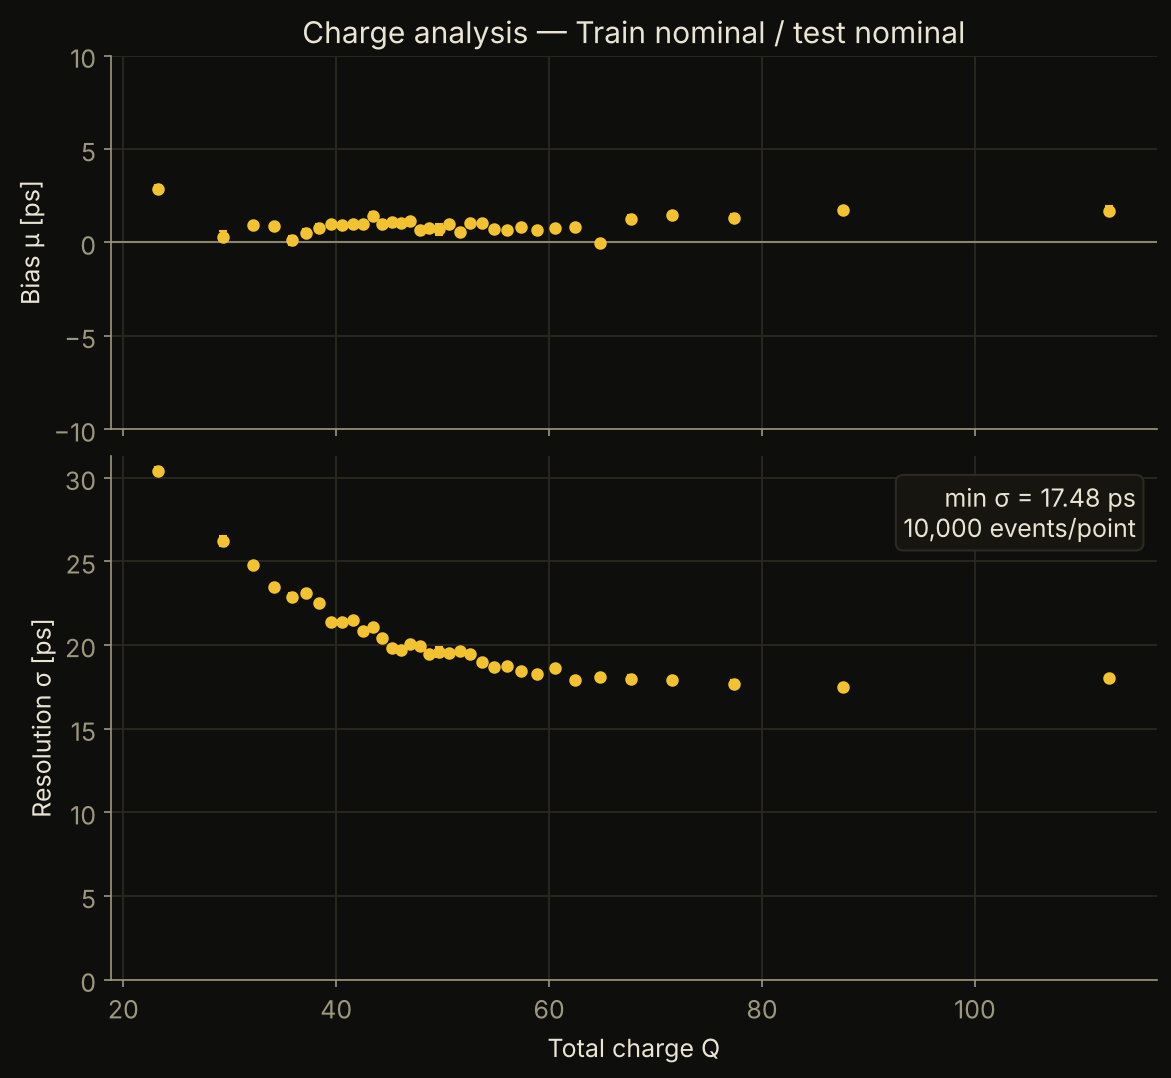 Charge analysis — Train nominal / test nominal
10
5
0
−5
−10
Bias μ [ps]
30
25
20
15
10
5
0
Resolution σ [ps]
min σ = 17.48 ps
10,000 events/point
20 40 60 80 100
Total charge Q